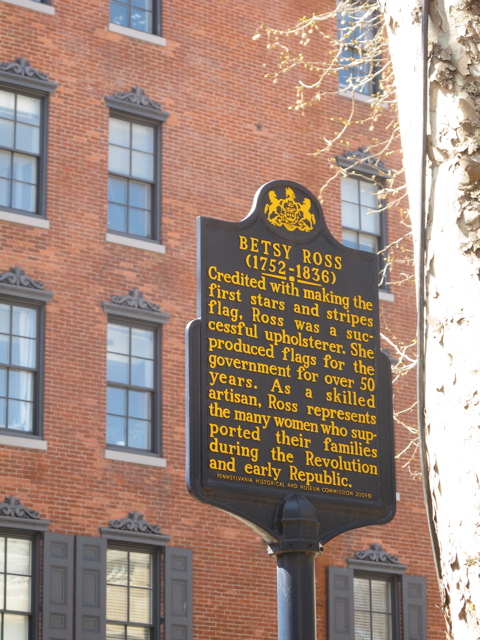 BETSY ROSS
(1752-1836)
Credited with making the
first stars and stripes
flag, Ross was a suc-
cessful upholsterer. She
produced flags for the
government for over 50
years. As a skilled
artisan, Ross represents
the many women who sup-
ported their families
during the Revolution
and early Republic.
PENNSYLVANIA HISTORICAL AND MUSEUM COMMISSION 2009©